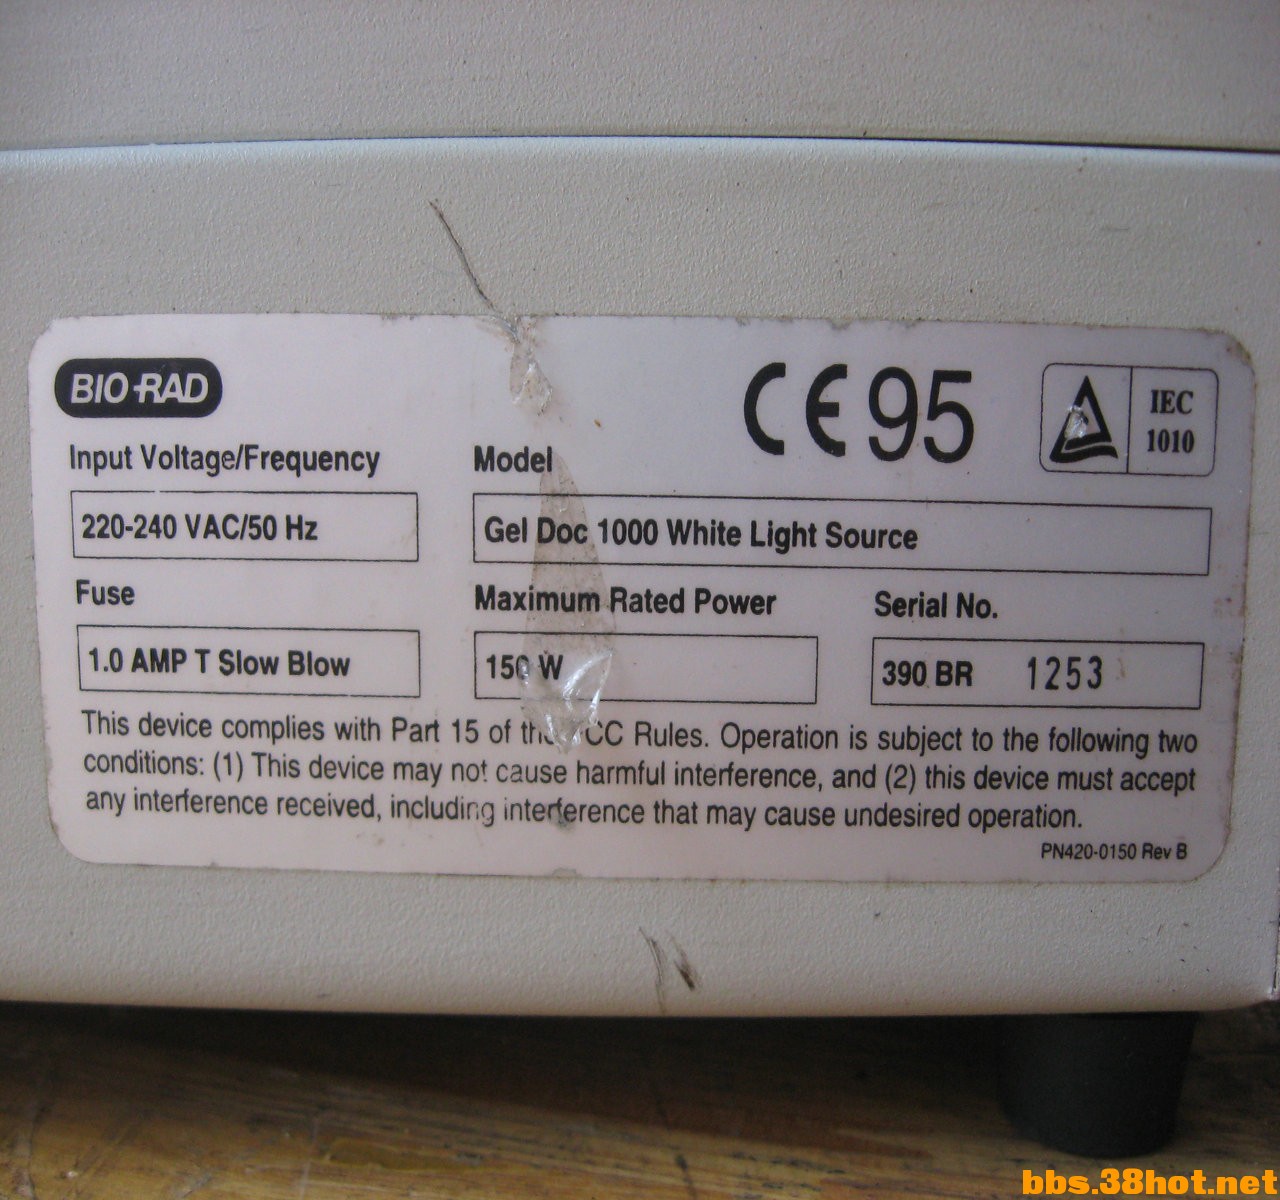 BIO-RAD
CE 95
IEC
1010
Input Voltage/Frequency
220-240 VAC/50 Hz
Model
Gel Doc 1000 White Light Source
Fuse
1.0 AMP T Slow Blow
Maximum Rated Power
150 W
Serial No.
390 BR 1253
This device complies with Part 15 of the FCC Rules. Operation is subject to the following two
conditions: (1) This device may not cause harmful interference, and (2) this device must accept
any interference received, including interference that may cause undesired operation.
PN420-0150 Rev B
bbs.38hot.net